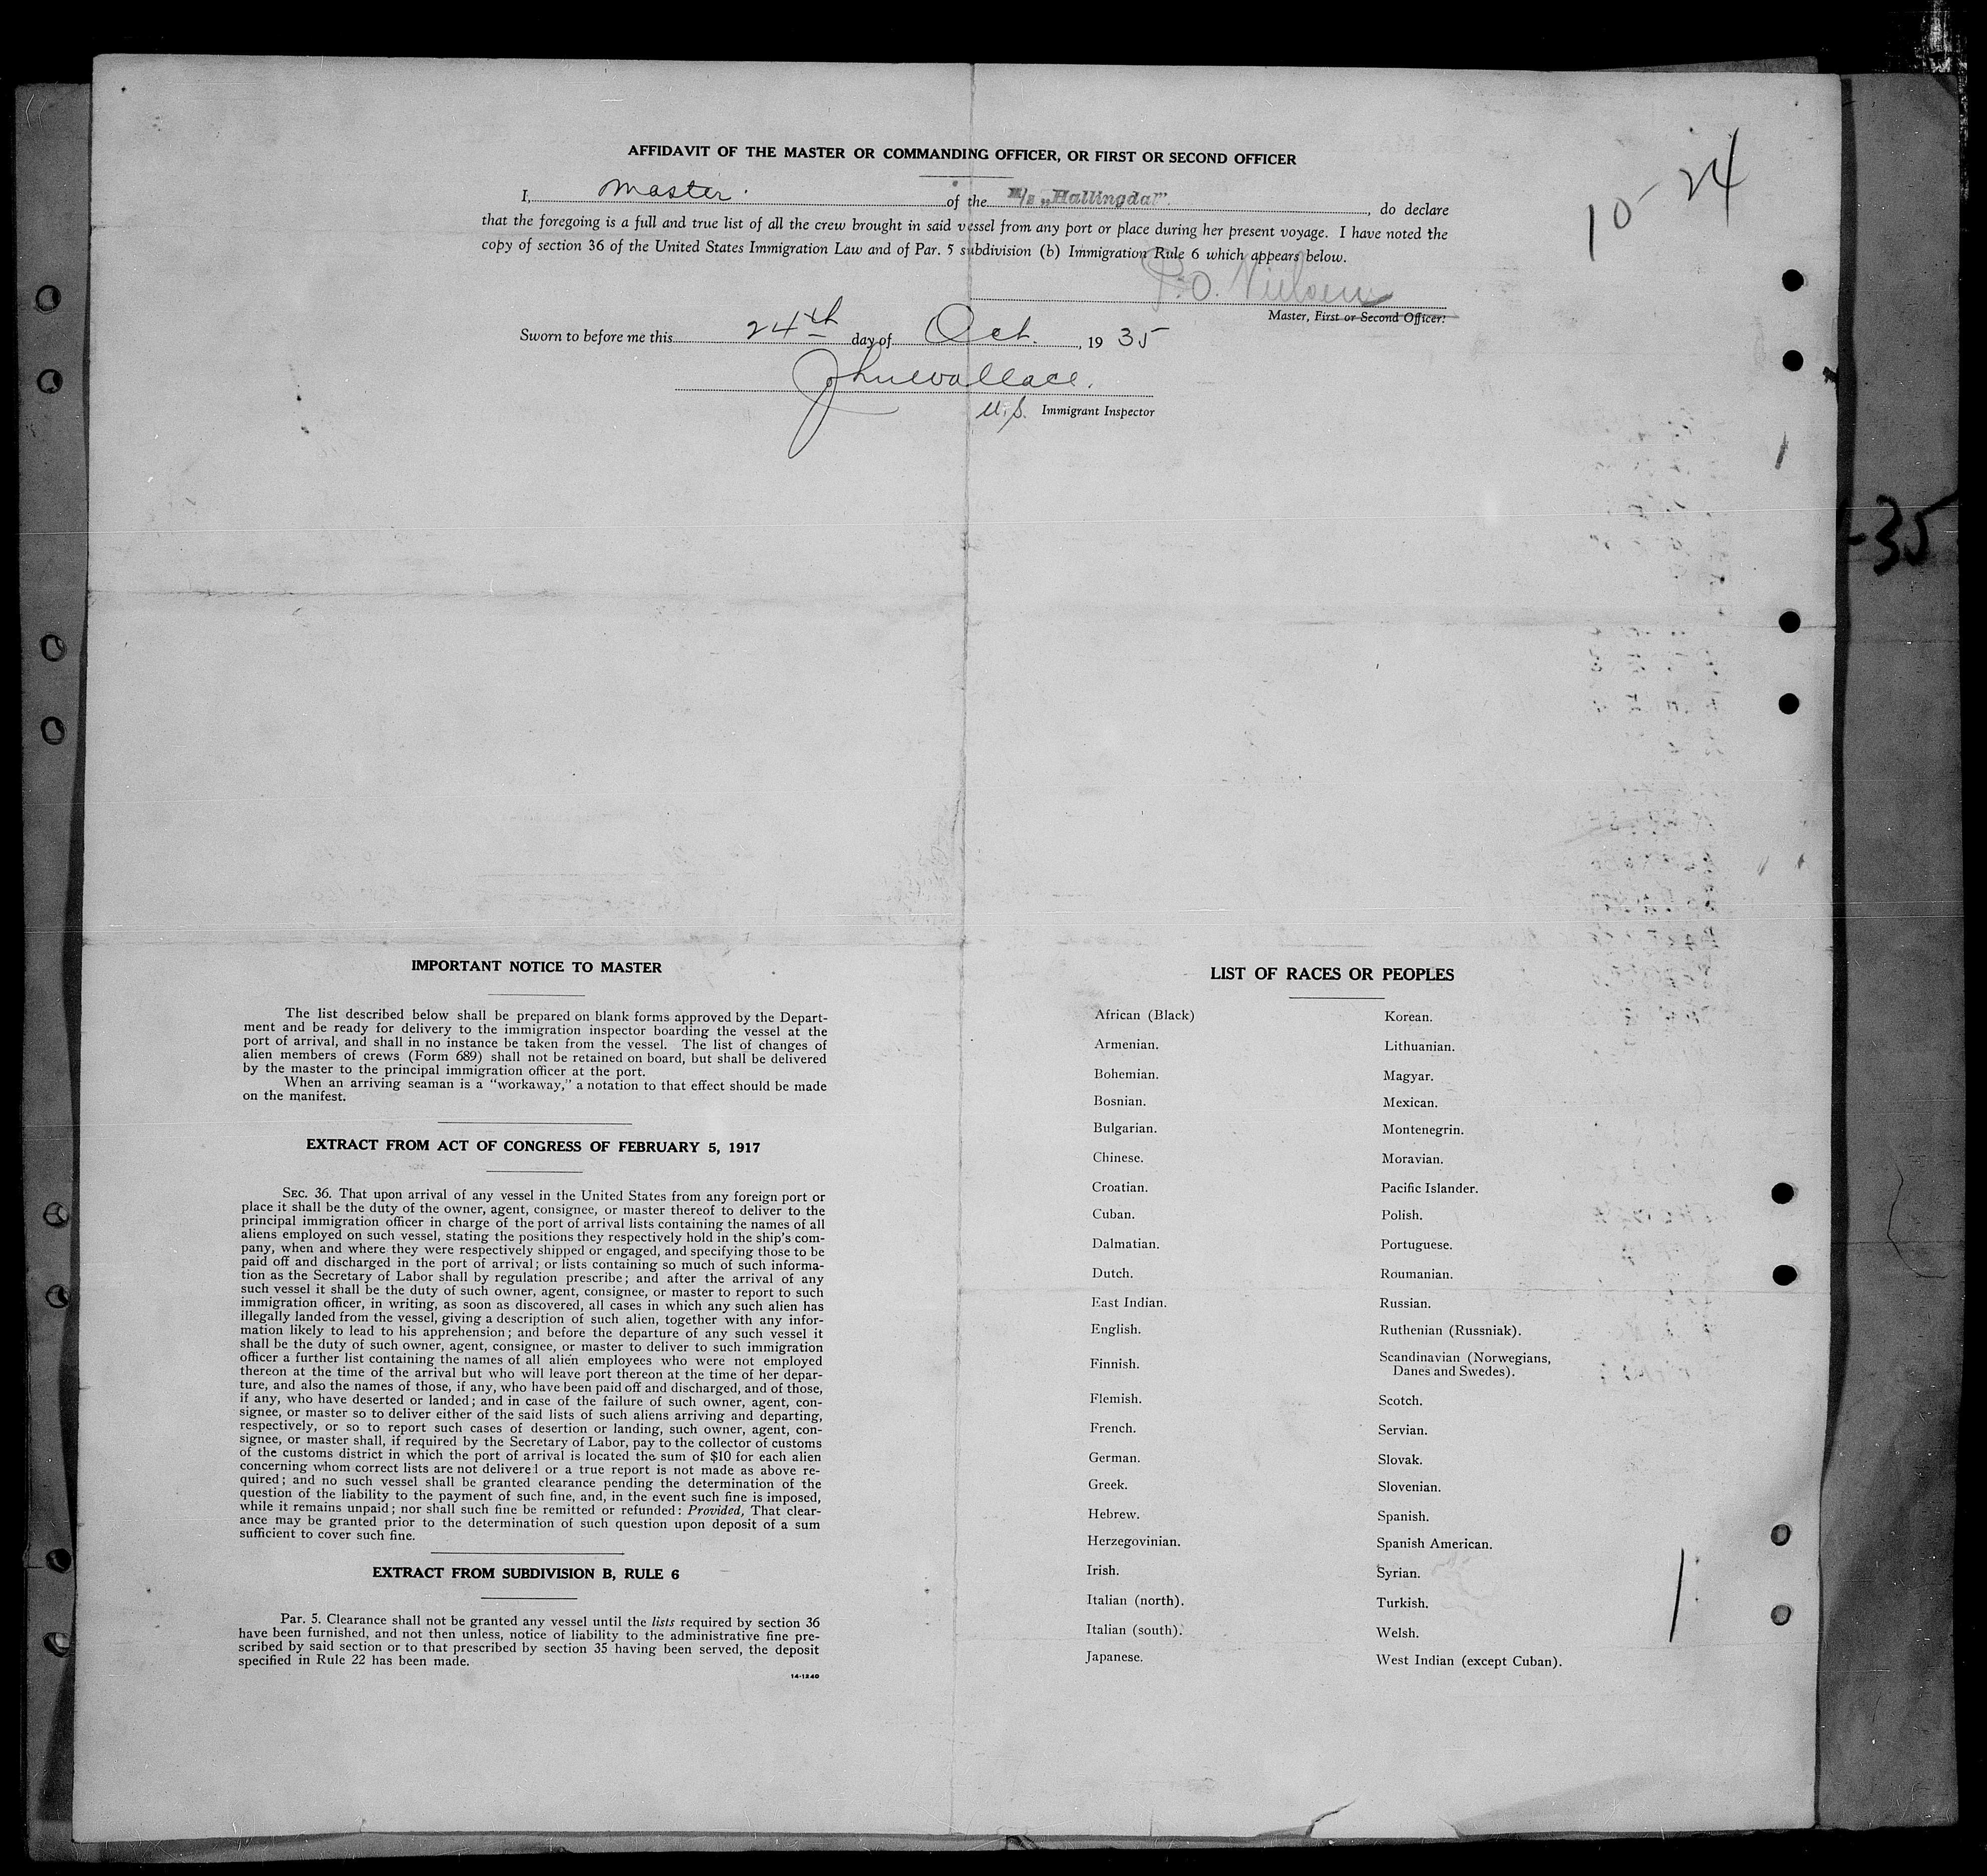 AFFIDAVIT OF THE MASTER OR COMMANDING OFFICER, OR FIRST OR SECOND OFFICER
10-24
I, Master. of the M/S „Hallingdal". , do declare
that the foregoing is a full and true list of all the crew brought in said vessel from any port or place during her present voyage. I have noted the
copy of section 36 of the United States Immigration Law and of Par. 5 subdivision (b) Immigration Rule 6 which appears below.
P.O. Nielsen
Master, First or Second Officer.
Sworn to before me this 24th day of Oct. , 19 35
John Wallace.
U.S. Immigrant Inspector
-35
IMPORTANT NOTICE TO MASTER
The list described below shall be prepared on blank forms approved by the Depart-
ment and be ready for delivery to the immigration inspector boarding the vessel at the
port of arrival, and shall in no instance be taken from the vessel. The list of changes of
alien members of crews (Form 689) shall not be retained on board, but shall be delivered
by the master to the principal immigration officer at the port.
When an arriving seaman is a "workaway," a notation to that effect should be made
on the manifest.
EXTRACT FROM ACT OF CONGRESS OF FEBRUARY 5, 1917
SEC. 36. That upon arrival of any vessel in the United States from any foreign port or
place it shall be the duty of the owner, agent, consignee, or master thereof to deliver to the
principal immigration officer in charge of the port of arrival lists containing the names of all
aliens employed on such vessel, stating the positions they respectively hold in the ship's com-
pany, when and where they were respectively shipped or engaged, and specifying those to be
paid off and discharged in the port of arrival; or lists containing so much of such informa-
tion as the Secretary of Labor shall by regulation prescribe; and after the arrival of any
such vessel it shall be the duty of such owner, agent, consignee, or master to report to such
immigration officer, in writing, as soon as discovered, all cases in which any such alien has
illegally landed from the vessel, giving a description of such alien, together with any infor-
mation likely to lead to his apprehension; and before the departure of any such vessel it
shall be the duty of such owner, agent, consignee, or master to deliver to such immigration
officer a further list containing the names of all alien employees who were not employed
thereon at the time of the arrival but who will leave port thereon at the time of her depar-
ture, and also the names of those, if any, who have been paid off and discharged, and of those,
if any, who have deserted or landed; and in case of the failure of such owner, agent, con-
signee, or master so to deliver either of the said lists of such aliens arriving and departing,
respectively, or so to report such cases of desertion or landing, such owner, agent, con-
signee, or master shall, if required by the Secretary of Labor, pay to the collector of customs
of the customs district in which the port of arrival is located the sum of $10 for each alien
concerning whom correct lists are not delivered or a true report is not made as above re-
quired; and no such vessel shall be granted clearance pending the determination of the
question of the liability to the payment of such fine, and, in the event such fine is imposed,
while it remains unpaid; nor shall such fine be remitted or refunded: Provided, That clear-
ance may be granted prior to the determination of such question upon deposit of a sum
sufficient to cover such fine.
EXTRACT FROM SUBDIVISION B, RULE 6
Par. 5. Clearance shall not be granted any vessel until the lists required by section 36
have been furnished, and not then unless, notice of liability to the administrative fine pre-
scribed by said section or to that prescribed by section 35 having been served, the deposit
specified in Rule 22 has been made.
14-1240
LIST OF RACES OR PEOPLES
African (Black)
Armenian.
Bohemian.
Bosnian.
Bulgarian.
Chinese.
Croatian.
Cuban.
Dalmatian.
Dutch.
East Indian.
English.
Finnish.
Flemish.
French.
German.
Greek.
Hebrew.
Herzegovinian.
Irish.
Italian (north).
Italian (south).
Japanese.
Korean.
Lithuanian.
Magyar.
Mexican.
Montenegrin.
Moravian.
Pacific Islander.
Polish.
Portuguese.
Roumanian.
Russian.
Ruthenian (Russniak).
Scandinavian (Norwegians,
Danes and Swedes).
Scotch.
Servian.
Slovak.
Slovenian.
Spanish.
Spanish American.
Syrian.
Turkish.
Welsh.
West Indian (except Cuban).